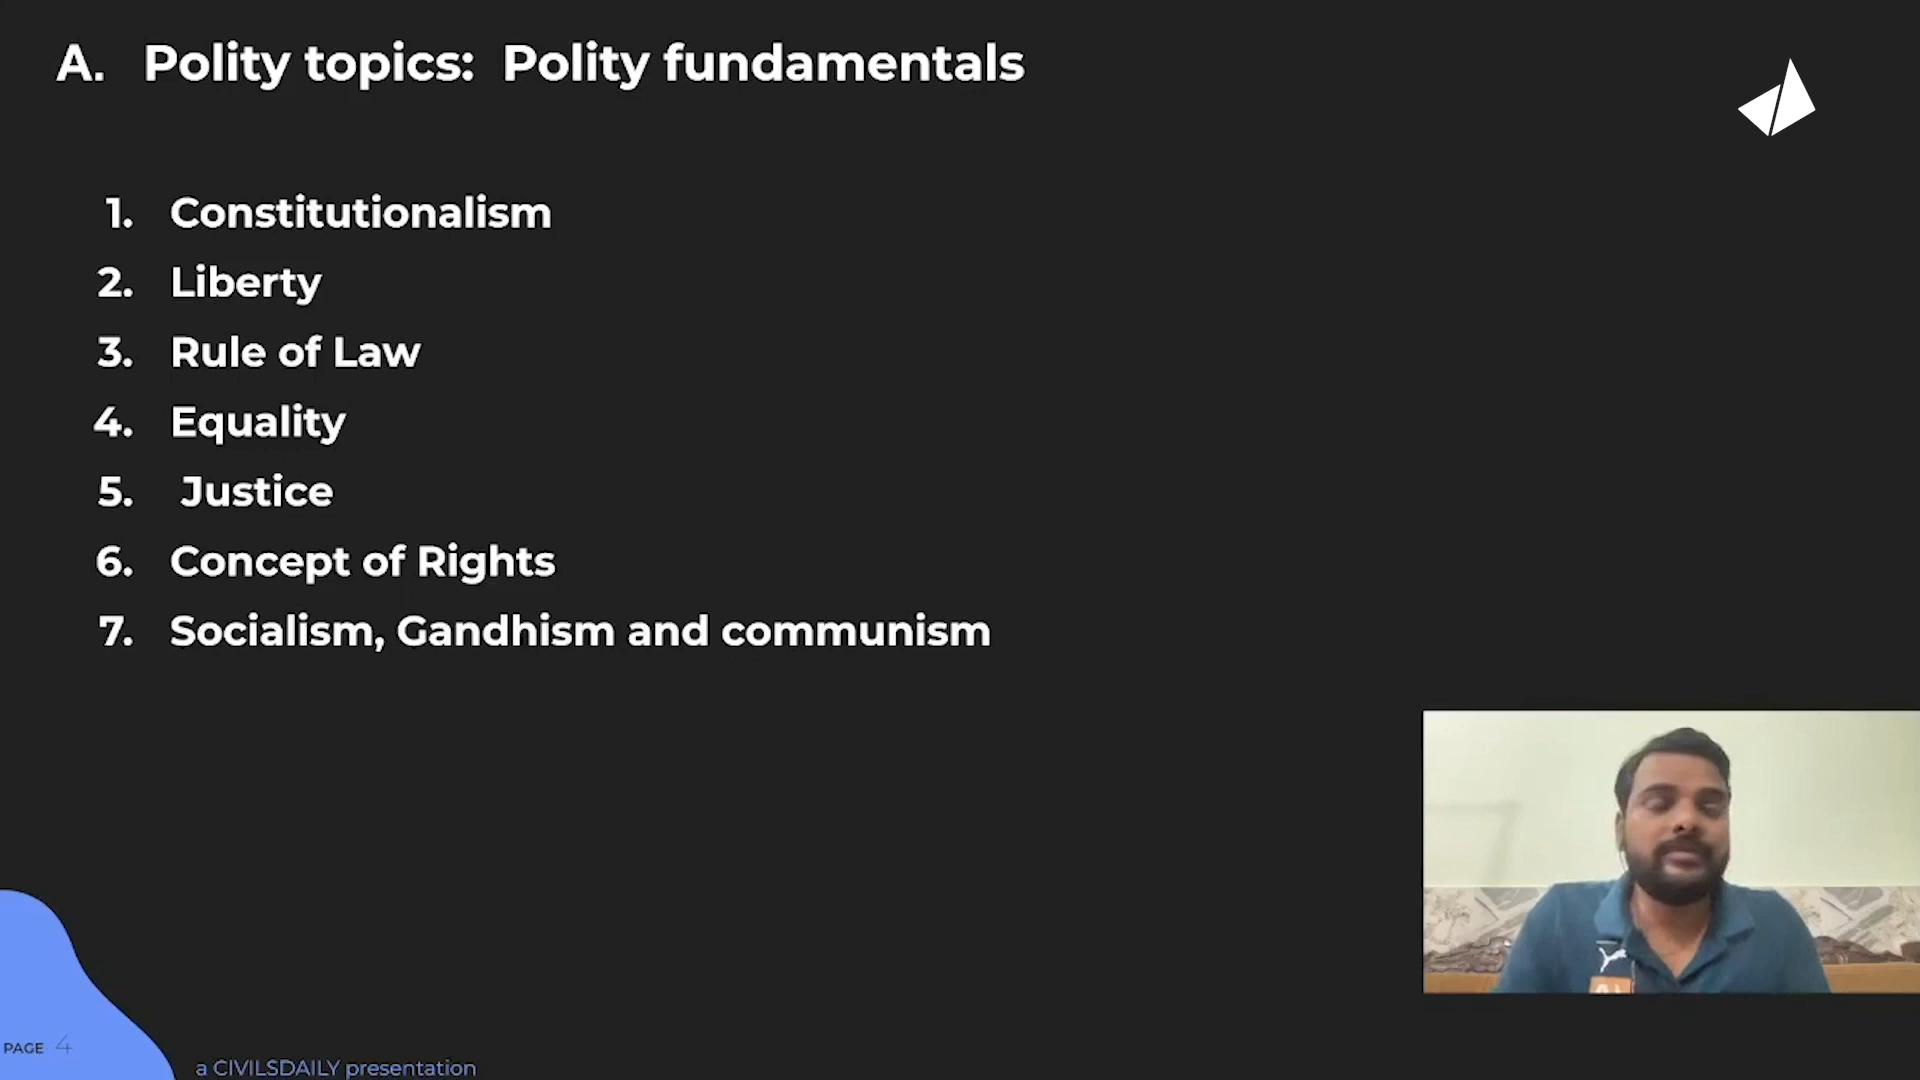 A. Polity topics: Polity fundamentals
1. Constitutionalism
2. Liberty
3. Rule of Law
4. Equality
5. Justice
6. Concept of Rights
7. Socialism, Gandhism and communism
PAGE 4
a CIVILSDAILY presentation